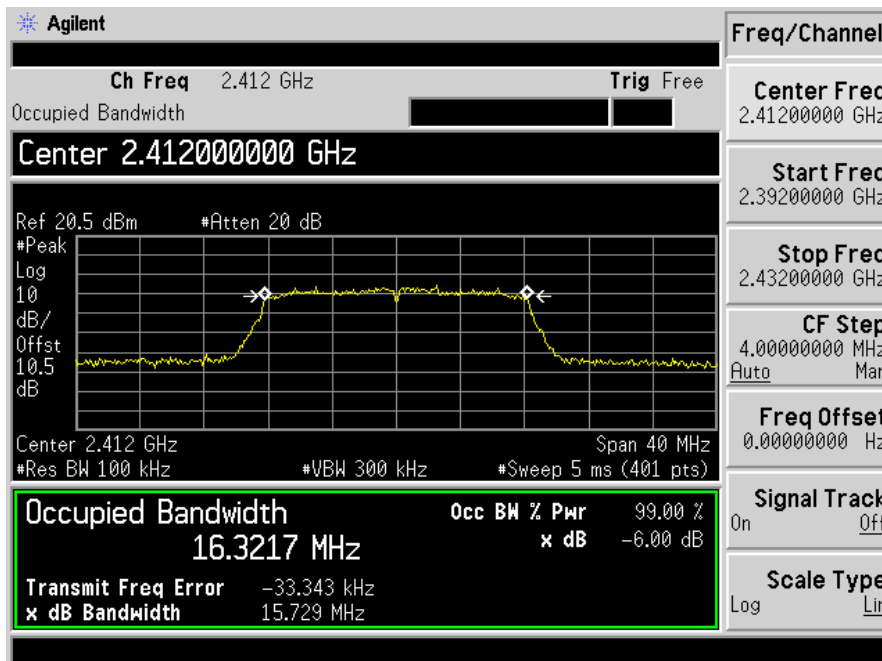 Agilent
Ch Freq 2.412 GHz Trig Free
Occupied Bandwidth
Center 2.412000000 GHz
Ref 20.5 dBm #Atten 20 dB
#Peak
Log
10
dB/
Offst
10.5
dB
Center 2.412 GHz Span 40 MHz
#Res BW 100 kHz #VBW 300 kHz #Sweep 5 ms (401 pts)
Occupied Bandwidth
16.3217 MHz
Occ BW % Pwr 99.00 %
x dB -6.00 dB
Transmit Freq Error -33.343 kHz
x dB Bandwidth 15.729 MHz
Freq/Channel
Center Freq
2.41200000 GHz
Start Freq
2.39200000 GHz
Stop Freq
2.43200000 GHz
CF Step
4.00000000 MHz
Auto Man
Freq Offset
0.00000000 Hz
Signal Track
On Off
Scale Type
Log Lin